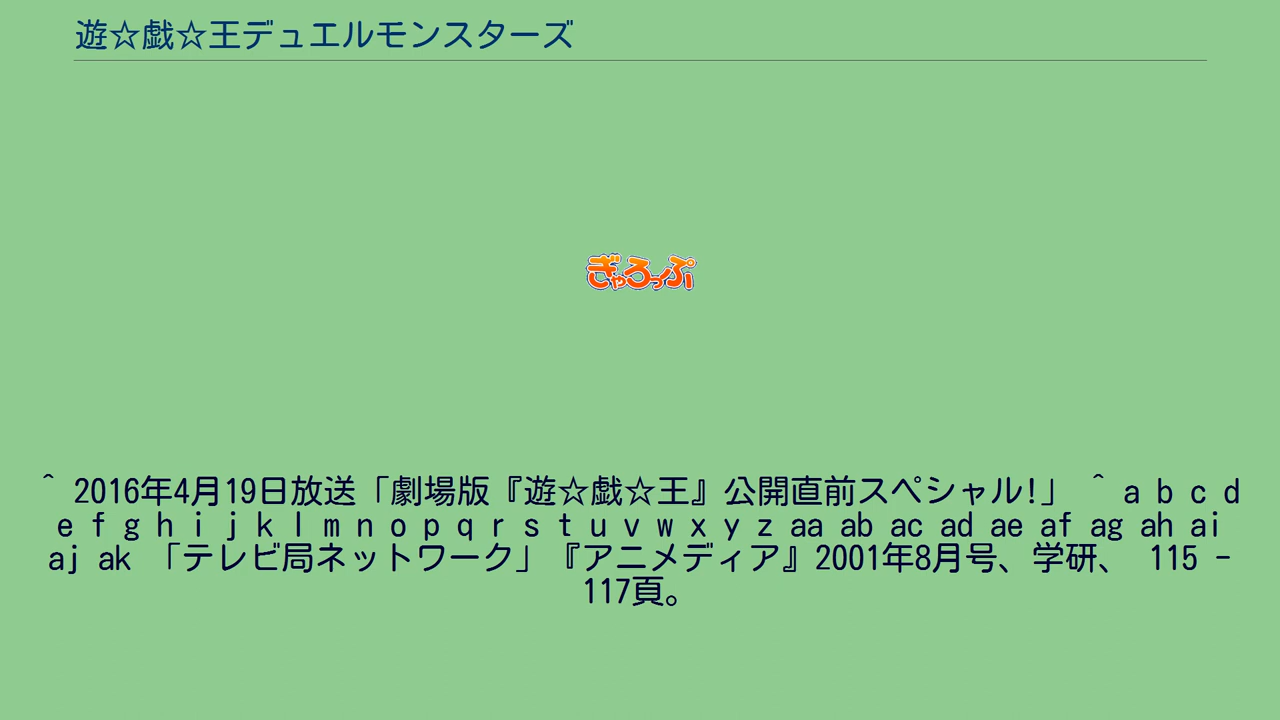 遊☆戯☆王デュエルモンスターズ
ぎゃろっぷ
^ 2016年4月19日放送「劇場版『遊☆戯☆王』公開直前スペシャル!」 ^ a b c d
e f g h i j k l m n o p q r s t u v w x y z aa ab ac ad ae af ag ah ai
aj ak 「テレビ局ネットワーク」『アニメディア』2001年8月号、学研、 115 -
117頁。